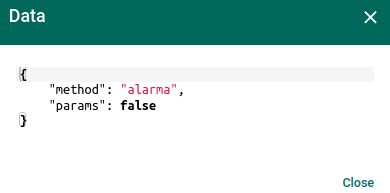 Data
{
    "method": "alarma",
    "params": false
}
Close